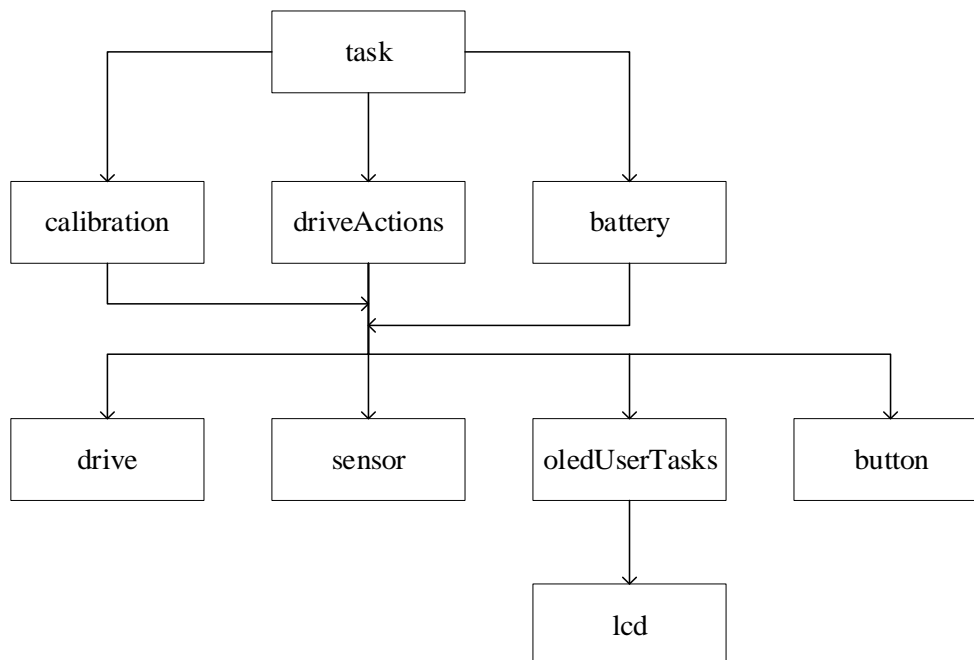 task
calibration
driveActions
battery
drive
sensor
oledUserTasks
button
lcd